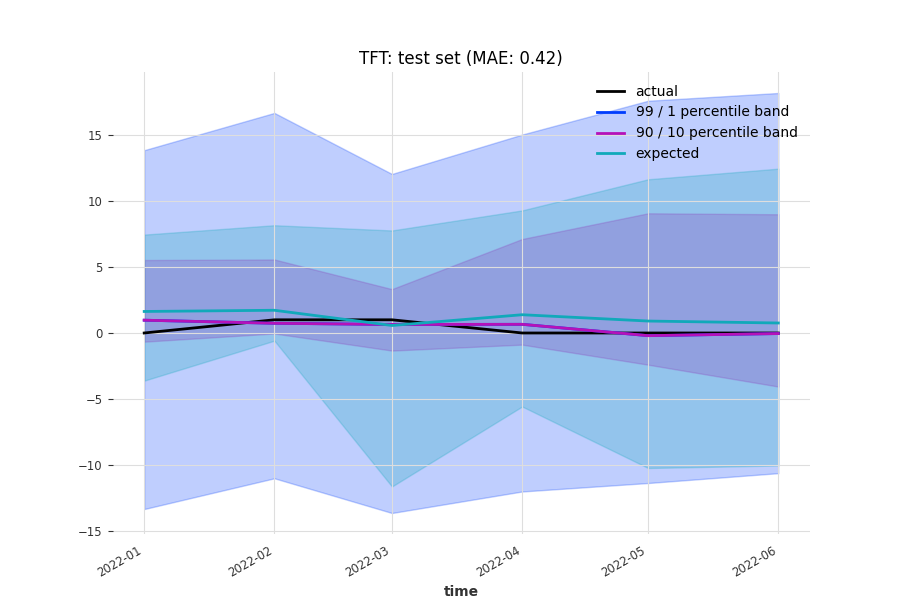 TFT: test set (MAE: 0.42)
actual
99 / 1 percentile band
90 / 10 percentile band
expected
15
10
5
0
−5
−10
−15
2022-01
2022-02
2022-03
2022-04
2022-05
2022-06
time